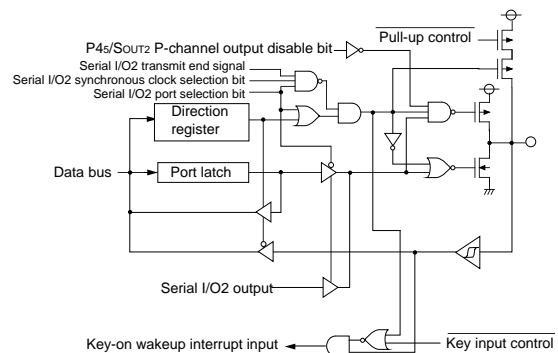 Pull-up control
P45/SOUT2 P-channel output disable bit
Serial I/O2 transmit end signal
Serial I/O2 synchronous clock selection bit
Serial I/O2 port selection bit
Direction
register
Data bus
Port latch
Serial I/O2 output
Key-on wakeup interrupt input
Key input control